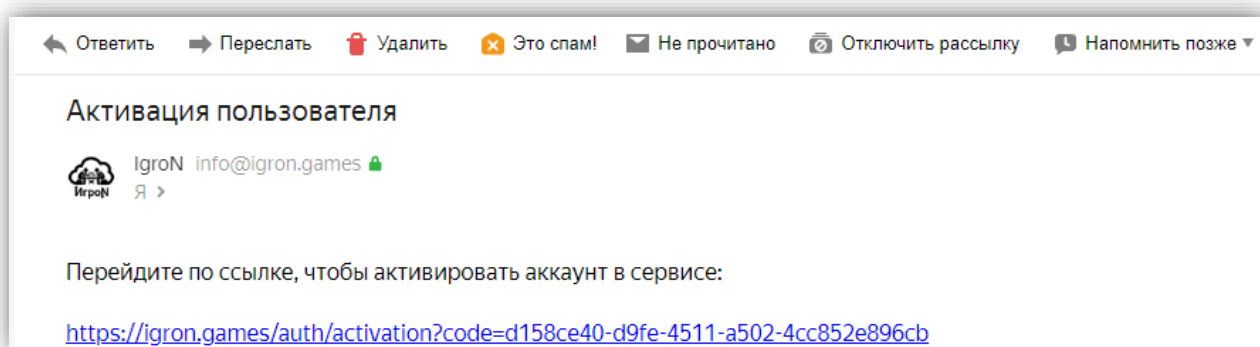 Ответить Переслать Удалить Это спам! Не прочитано Отключить рассылку Напомнить позже
Активация пользователя
IgroN info@igron.games
ИгроN Я >
Перейдите по ссылке, чтобы активировать аккаунт в сервисе:
https://igron.games/auth/activation?code=d158ce40-d9fe-4511-a502-4cc852e896cb